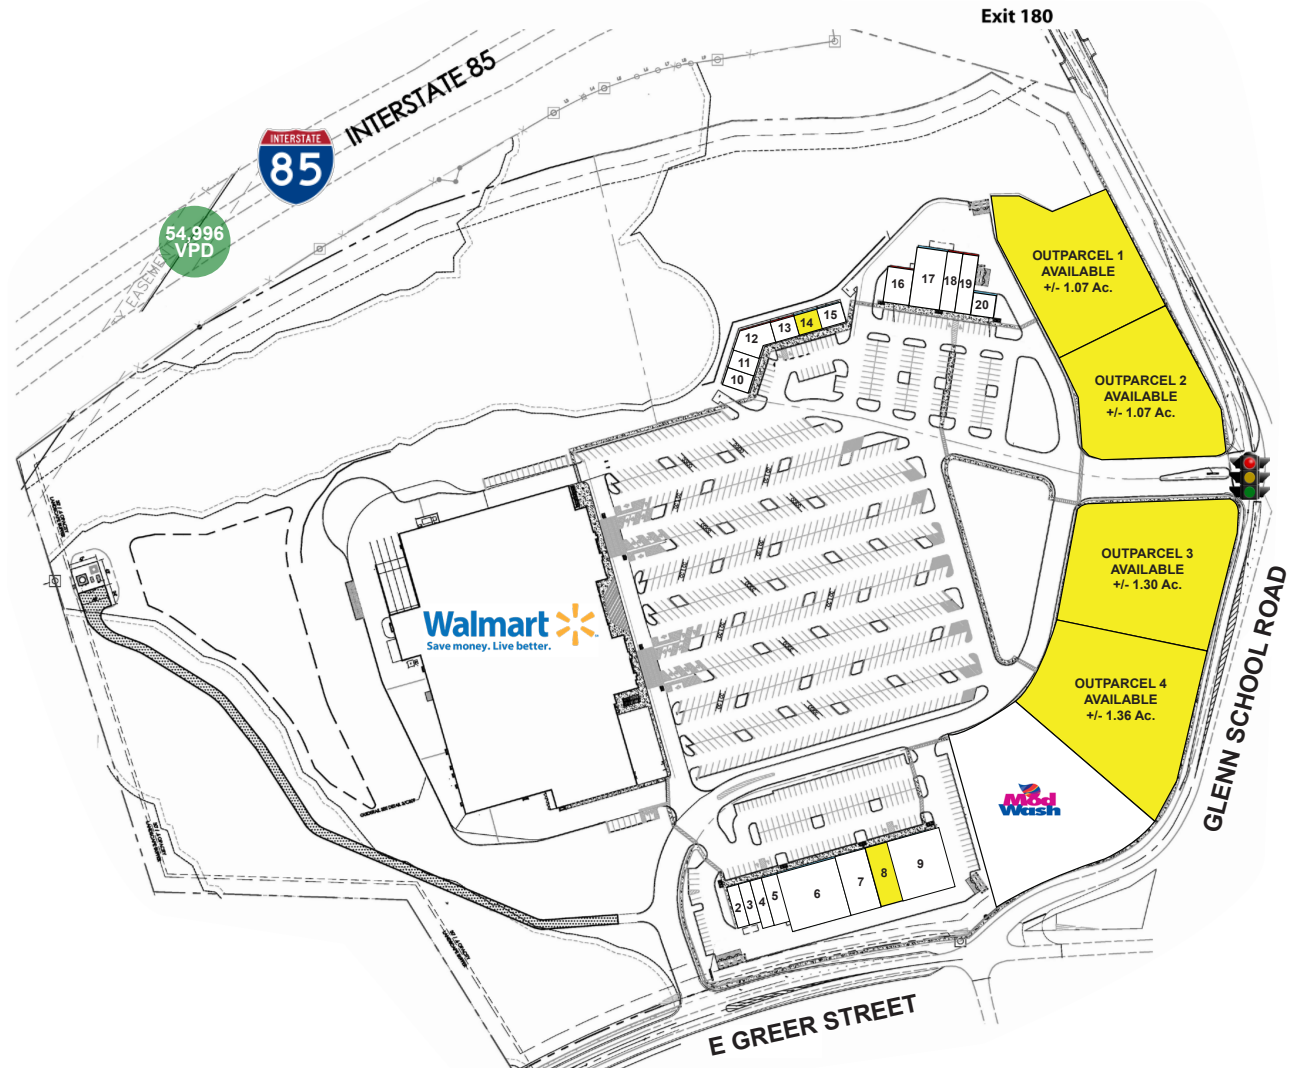 Exit 180
INTERSTATE 85
INTERSTATE
85
54,996
VPD
Y EASEME
OUTPARCEL 1
AVAILABLE
+/- 1.07 Ac.
16
17
18
19
20
12
13
14
15
11
10
OUTPARCEL 2
AVAILABLE
+/- 1.07 Ac.
OUTPARCEL 3
AVAILABLE
+/- 1.30 Ac.
Walmart
Save money. Live better.
OUTPARCEL 4
AVAILABLE
+/- 1.36 Ac.
GLENN SCHOOL ROAD
Mod
Wash
2
3
4
5
6
7
8
9
E GREER STREET